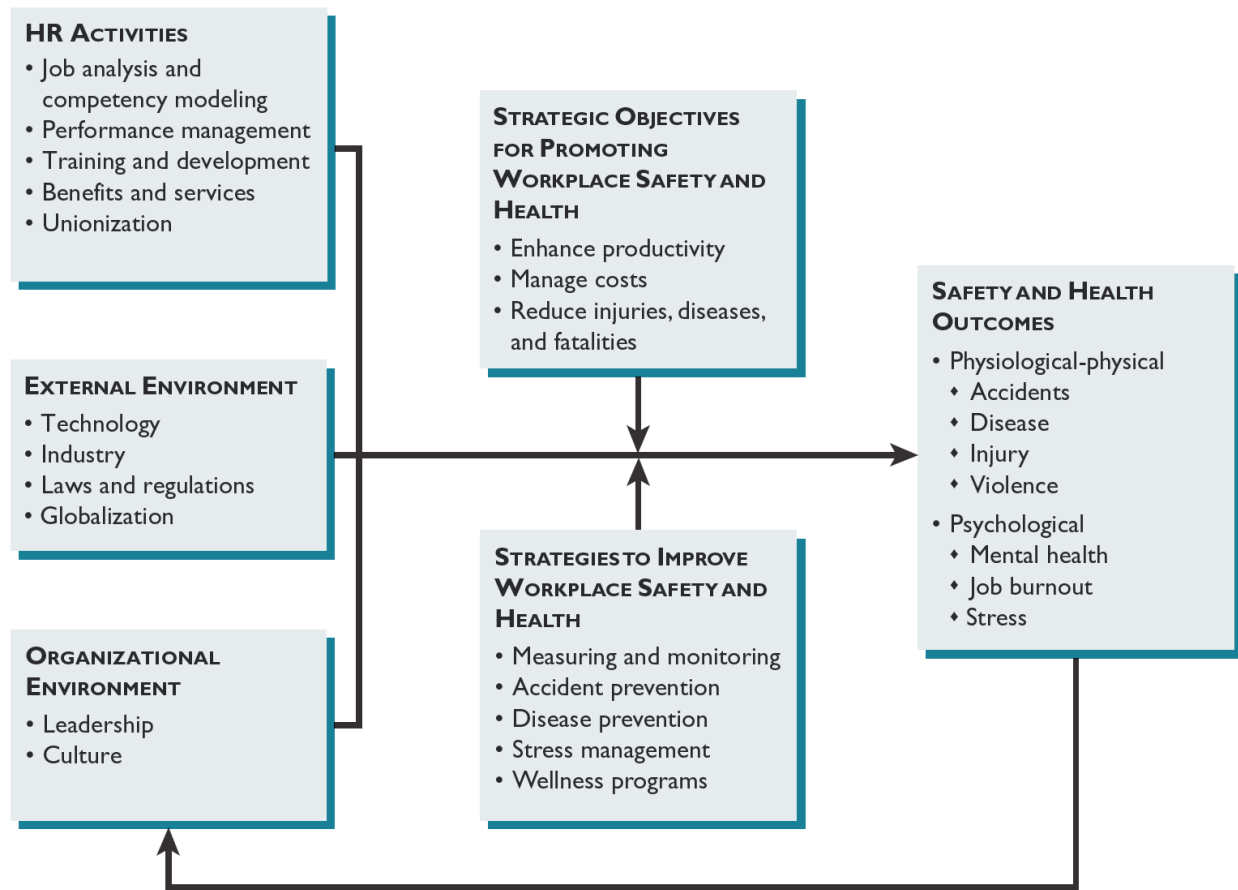 HR ACTIVITIES
• Job analysis and
competency modeling
• Performance management
• Training and development
• Benefits and services
• Unionization
EXTERNAL ENVIRONMENT
• Technology
• Industry
• Laws and regulations
• Globalization
ORGANIZATIONAL
ENVIRONMENT
• Leadership
• Culture
STRATEGIC OBJECTIVES
FOR PROMOTING
WORKPLACE SAFETY AND
HEALTH
• Enhance productivity
• Manage costs
• Reduce injuries, diseases,
and fatalities
STRATEGIES TO IMPROVE
WORKPLACE SAFETY AND
HEALTH
• Measuring and monitoring
• Accident prevention
• Disease prevention
• Stress management
• Wellness programs
SAFETY AND HEALTH
OUTCOMES
• Physiological-physical
♦ Accidents
♦ Disease
♦ Injury
♦ Violence
• Psychological
♦ Mental health
♦ Job burnout
♦ Stress